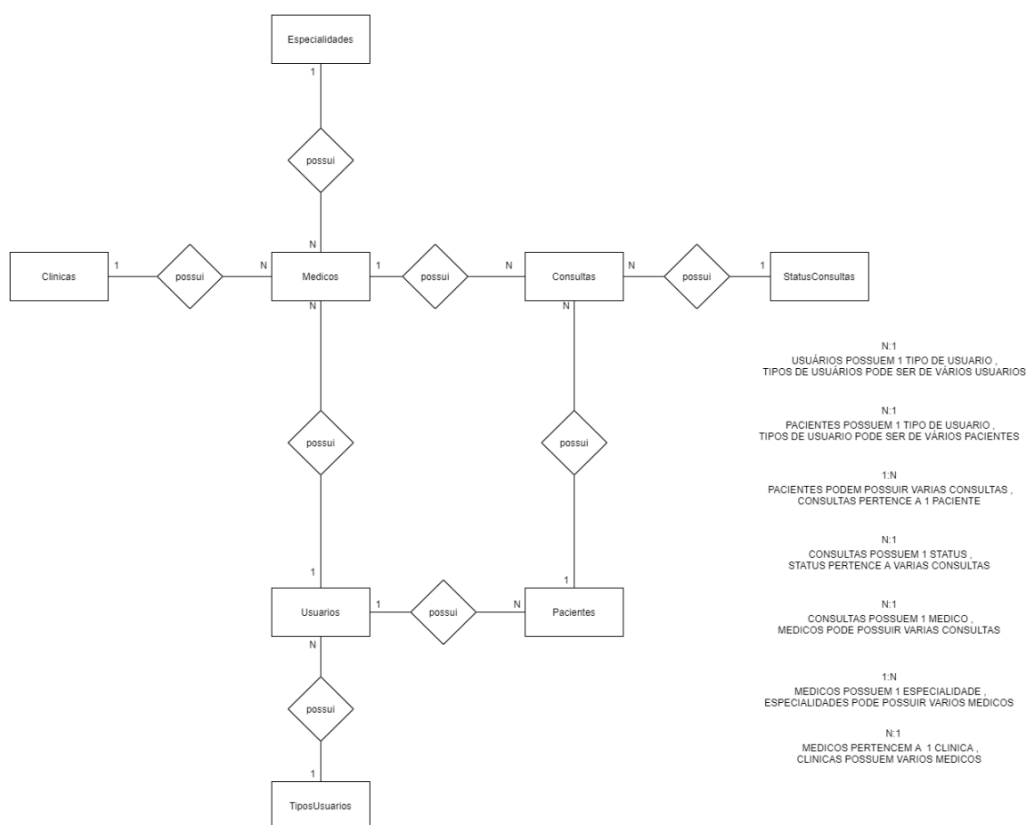 Especialidades
1
possui
N
Clinicas
1
possui
N
Medicos
1
possui
N
Consultas
N
possui
1
StatusConsultas
N
N
possui
possui
1
1
Usuarios
1
possui
N
Pacientes
N
possui
1
TiposUsuarios
N:1
USUÁRIOS POSSUEM 1 TIPO DE USUARIO ,
TIPOS DE USUÁRIOS PODE SER DE VÁRIOS USUARIOS
N:1
PACIENTES POSSUEM 1 TIPO DE USUARIO ,
TIPOS DE USUARIO PODE SER DE VÁRIOS PACIENTES
1:N
PACIENTES PODEM POSSUIR VARIAS CONSULTAS ,
CONSULTAS PERTENCE A 1 PACIENTE
N:1
CONSULTAS POSSUEM 1 STATUS ,
STATUS PERTENCE A VARIAS CONSULTAS
N:1
CONSULTAS POSSUEM 1 MEDICO ,
MEDICOS PODE POSSUIR VARIAS CONSULTAS
1:N
MEDICOS POSSUEM 1 ESPECIALIDADE ,
ESPECIALIDADES PODE POSSUIR VARIOS MEDICOS
N:1
MEDICOS PERTENCEM A 1 CLINICA ,
CLINICAS POSSUEM VARIOS MEDICOS